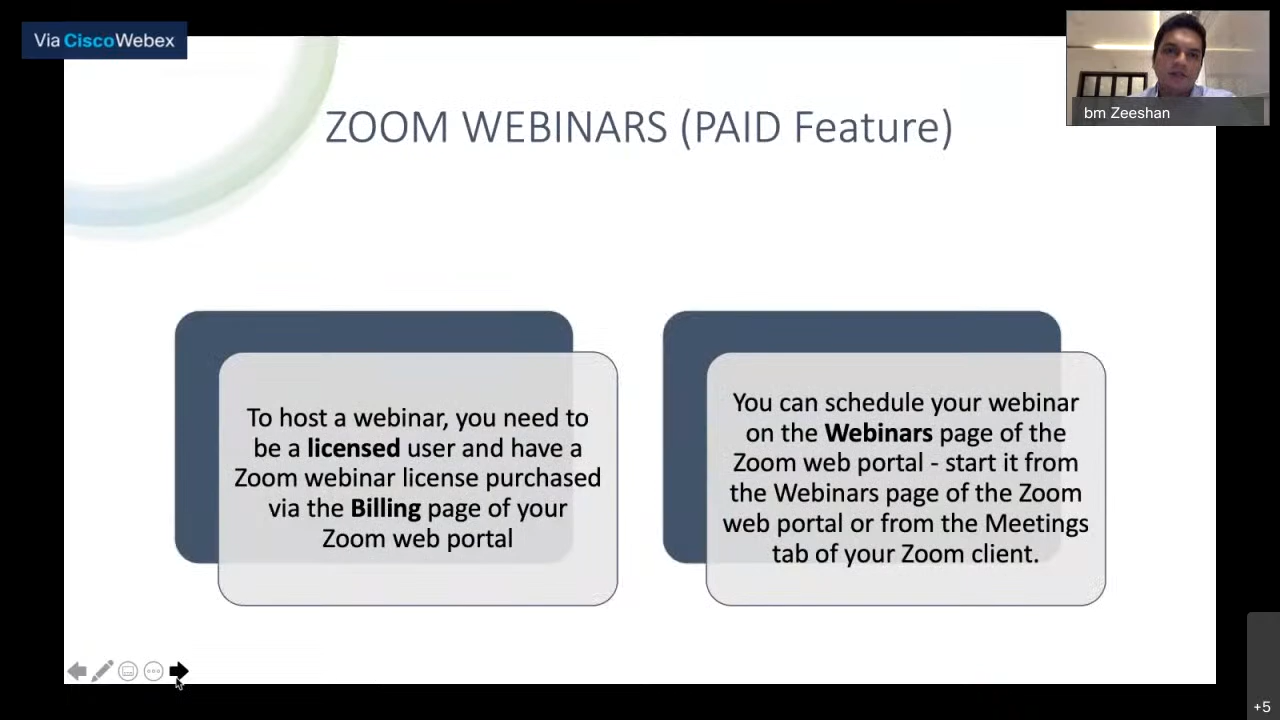 Via CiscoWebex
bm Zeeshan
ZOOM WEBINARS (PAID Feature)
To host a webinar, you need to
be a licensed user and have a
Zoom webinar license purchased
via the Billing page of your
Zoom web portal
You can schedule your webinar
on the Webinars page of the
Zoom web portal - start it from
the Webinars page of the Zoom
web portal or from the Meetings
tab of your Zoom client.
+5